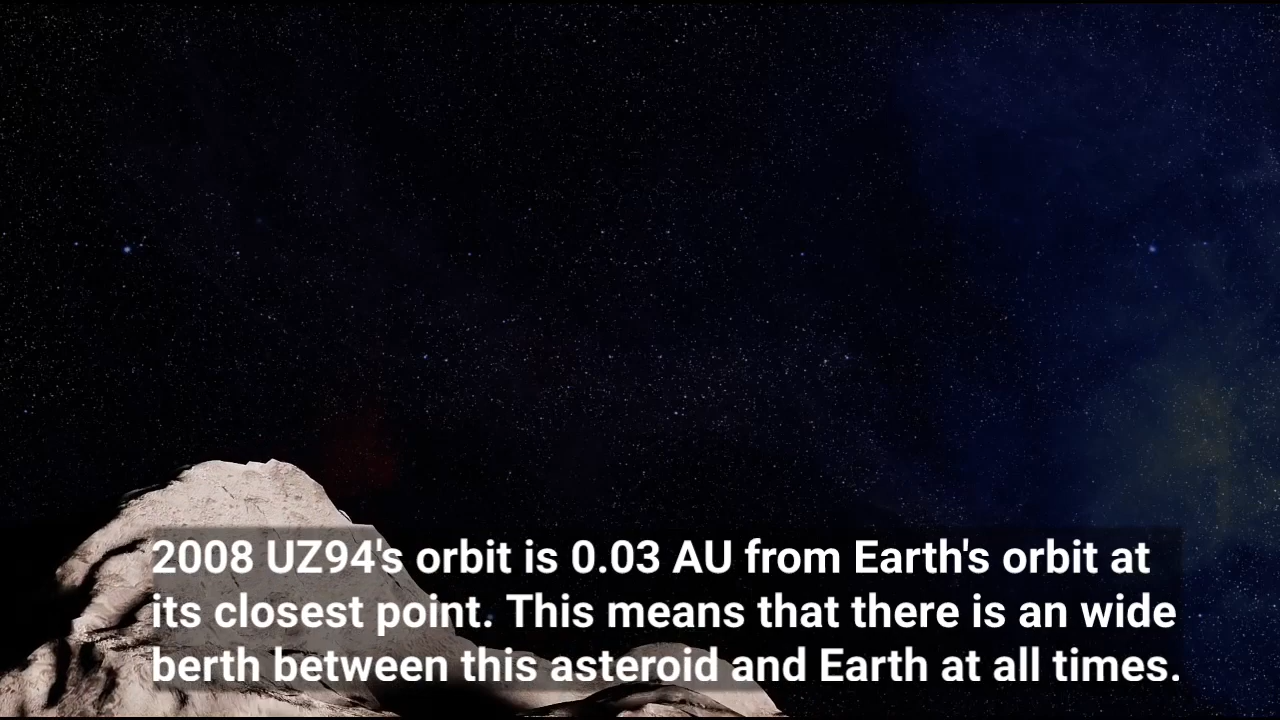 2008 UZ94's orbit is 0.03 AU from Earth's orbit at
its closest point. This means that there is an wide
berth between this asteroid and Earth at all times.